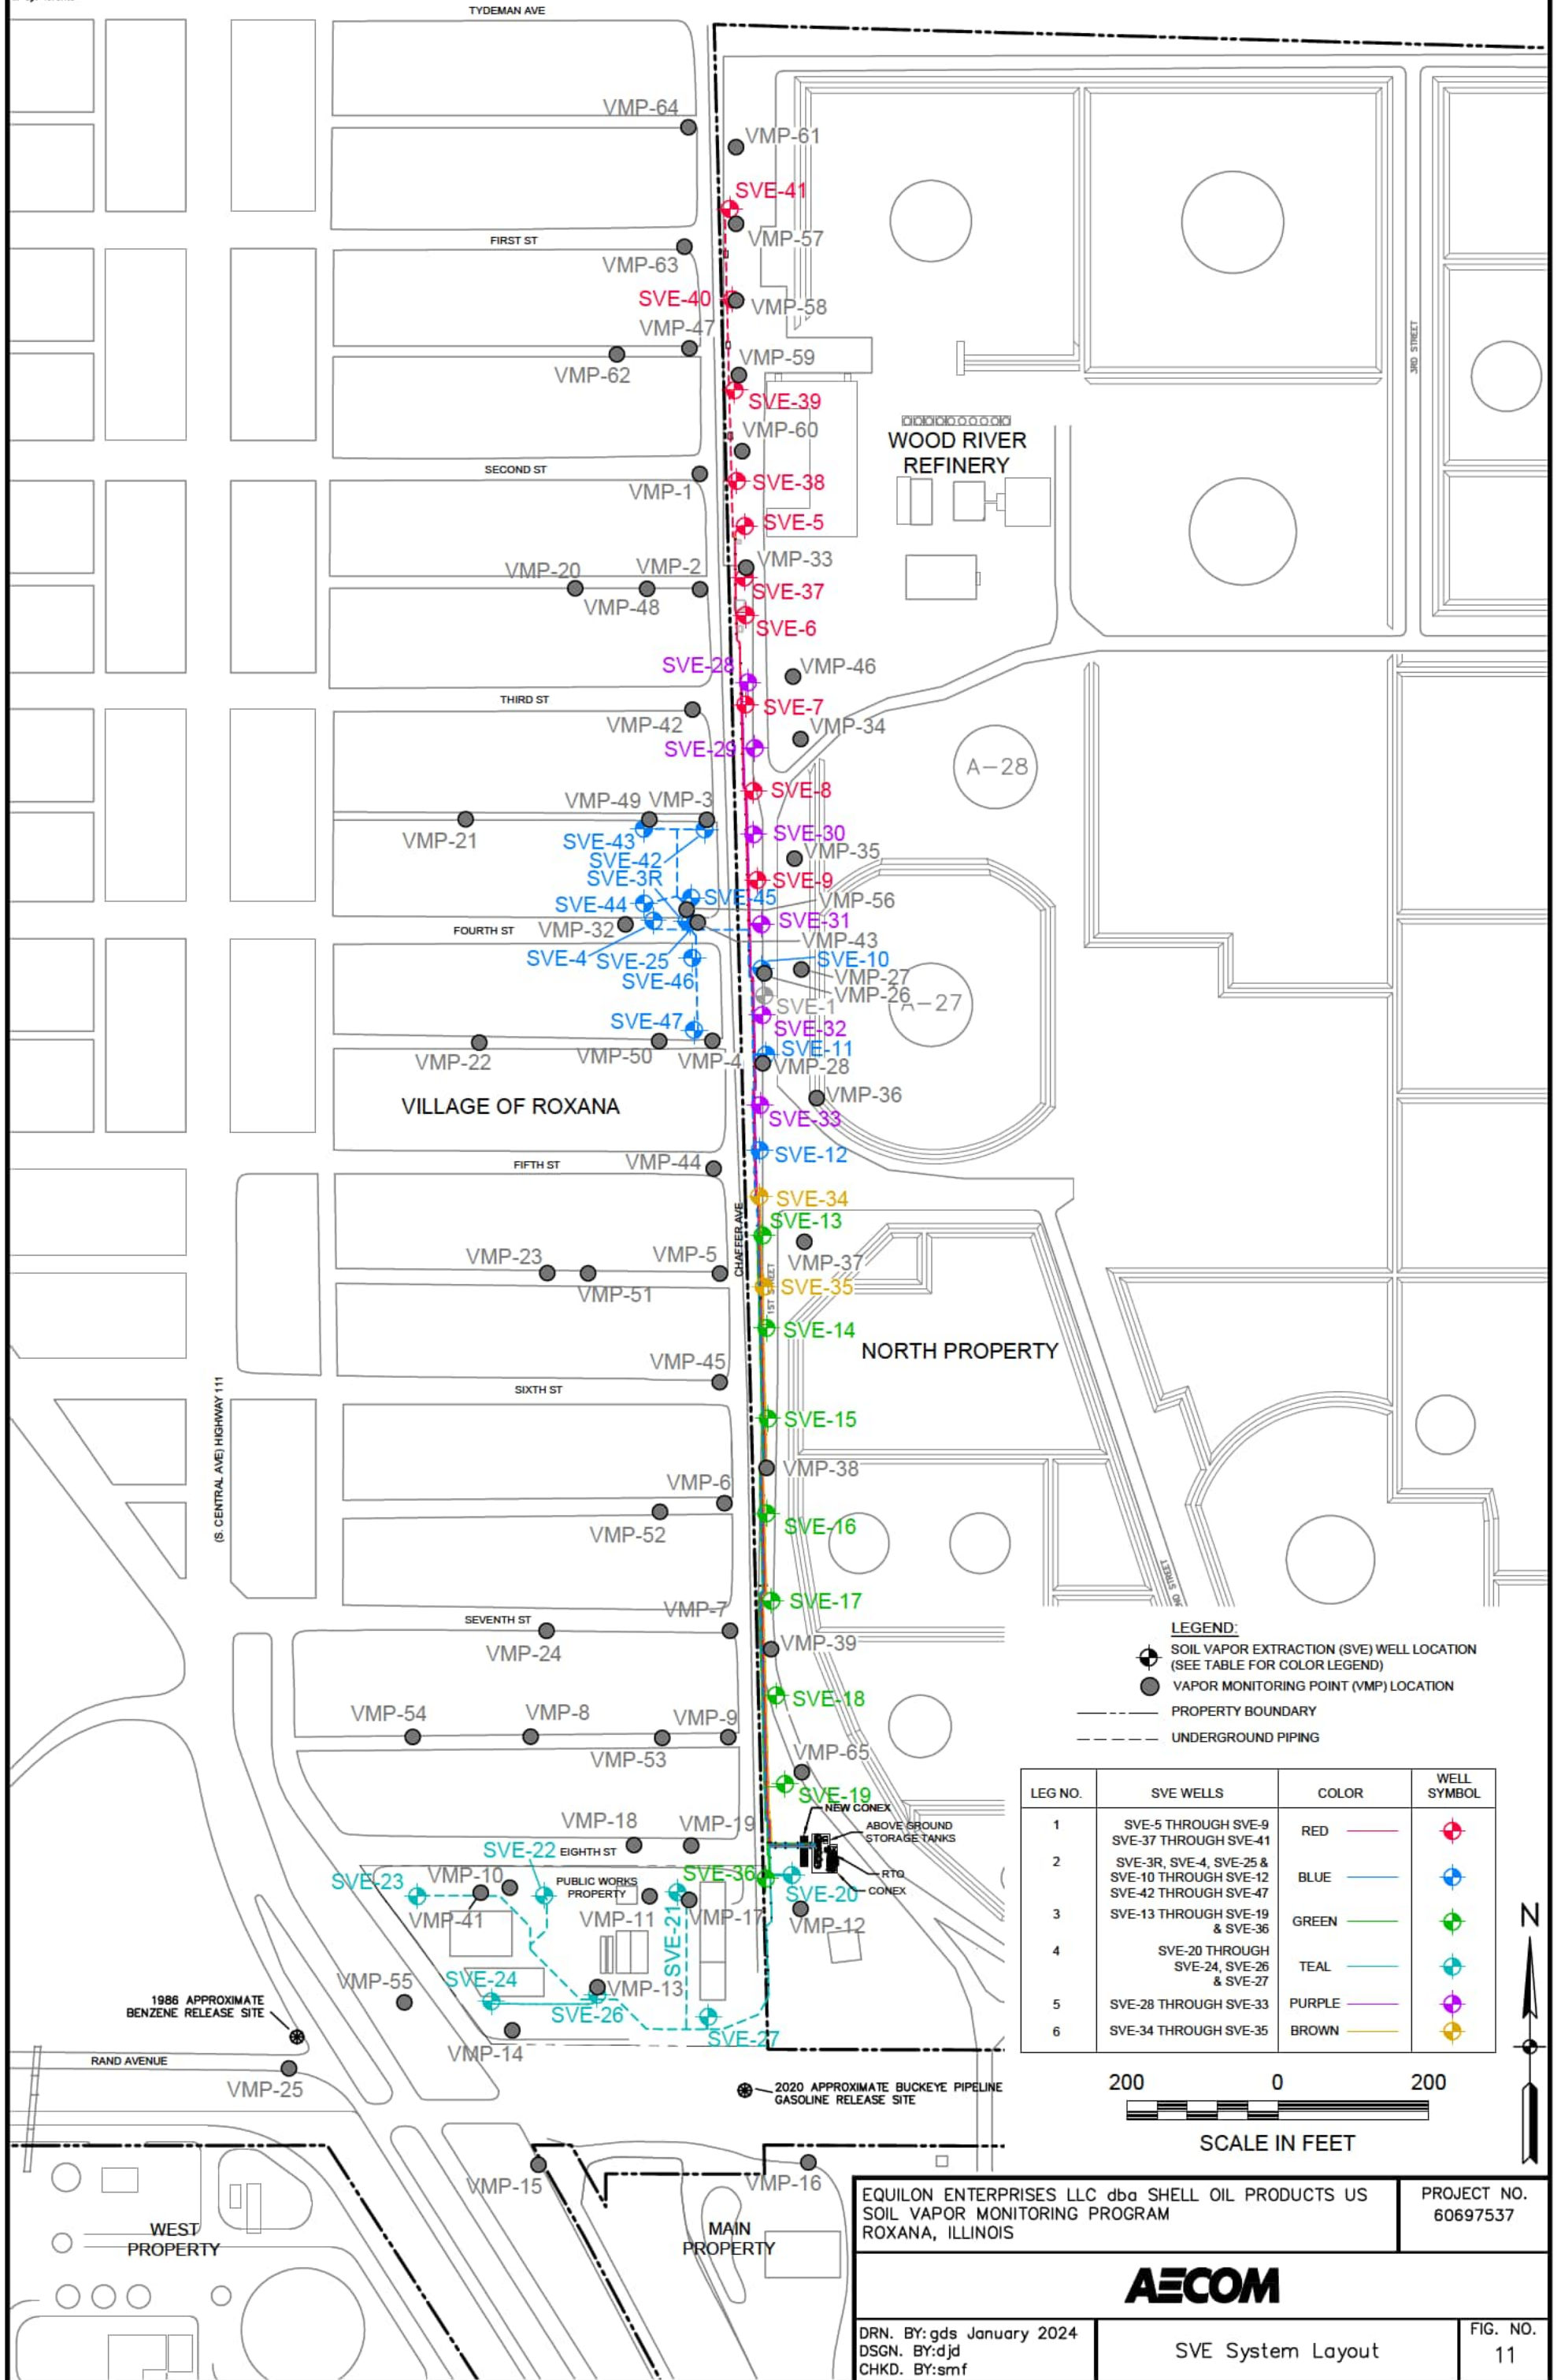 TYDEMAN AVE
VMP-64
VMP-61
SVE-41
VMP-57
FIRST ST
VMP-63
SVE-40
VMP-58
VMP-47
VMP-59
VMP-62
SVE-39
3RD STREET
VMP-60
WOOD RIVER
REFINERY
SECOND ST
VMP-1
SVE-38
SVE-5
VMP-33
VMP-20
VMP-2
SVE-37
VMP-48
SVE-6
SVE-28
VMP-46
THIRD ST
SVE-7
VMP-42
VMP-34
SVE-29
A-28
SVE-8
VMP-49
VMP-3
VMP-21
SVE-43
SVE-30
SVE-42
VMP-35
SVE-3R
SVE-9
SVE-44
SVE-45
VMP-56
VMP-32
SVE-31
FOURTH ST
VMP-43
SVE-4
SVE-25
SVE-10
SVE-46
VMP-27
VMP-26
SVE-1
A-27
SVE-47
SVE-32
SVE-11
VMP-22
VMP-50
VMP-4
VMP-28
VMP-36
VILLAGE OF ROXANA
SVE-33
SVE-12
FIFTH ST
VMP-44
SVE-34
CHAFFER AVE
SVE-13
VMP-23
VMP-5
VMP-37
VMP-51
SVE-35
1ST STREET
SVE-14
NORTH PROPERTY
VMP-45
SIXTH ST
(S. CENTRAL AVE) HIGHWAY 111
SVE-15
VMP-38
VMP-6
VMP-52
SVE-16
2ND STREET
SVE-17
VMP-7
SEVENTH ST
VMP-24
VMP-39
SVE-18
VMP-54
VMP-8
VMP-9
VMP-53
VMP-65
SVE-19
NEW CONEX
VMP-18
VMP-19
ABOVE GROUND
STORAGE TANKS
SVE-22
EIGHTH ST
RTO
SVE-36
CONEX
SVE-23
VMP-10
PUBLIC WORKS
PROPERTY
SVE-20
VMP-41
VMP-11
SVE-21
VMP-17
VMP-12
VMP-55
SVE-24
VMP-13
1986 APPROXIMATE
BENZENE RELEASE SITE
SVE-26
SVE-27
VMP-14
RAND AVENUE
VMP-25
2020 APPROXIMATE BUCKEYE PIPELINE
GASOLINE RELEASE SITE
VMP-15
VMP-16
WEST
PROPERTY
MAIN
PROPERTY
LEGEND:
SOIL VAPOR EXTRACTION (SVE) WELL LOCATION
(SEE TABLE FOR COLOR LEGEND)
VAPOR MONITORING POINT (VMP) LOCATION
PROPERTY BOUNDARY
UNDERGROUND PIPING
LEG NO. SVE WELLS COLOR WELL
SYMBOL
1 SVE-5 THROUGH SVE-9 RED
SVE-37 THROUGH SVE-41
2 SVE-3R, SVE-4, SVE-25 & BLUE
SVE-10 THROUGH SVE-12
SVE-42 THROUGH SVE-47
3 SVE-13 THROUGH SVE-19 GREEN
& SVE-36
4 SVE-20 THROUGH TEAL
SVE-24, SVE-26
& SVE-27
5 SVE-28 THROUGH SVE-33 PURPLE
6 SVE-34 THROUGH SVE-35 BROWN
N
200 0 200
SCALE IN FEET
EQUILON ENTERPRISES LLC dba SHELL OIL PRODUCTS US
SOIL VAPOR MONITORING PROGRAM
ROXANA, ILLINOIS
PROJECT NO.
60697537
AECOM
DRN. BY:gds January 2024
DSGN. BY:djd
CHKD. BY:smf
SVE System Layout
FIG. NO.
11